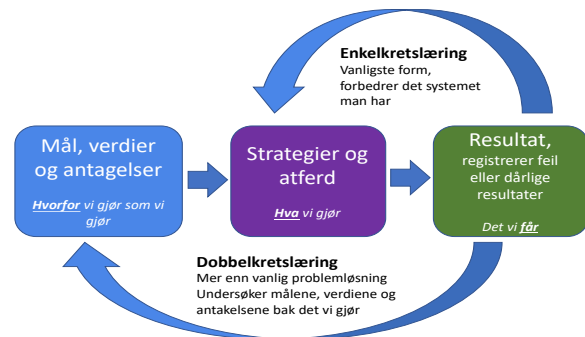 Enkelkretslæring
Vanligste form,
forbedrer det systemet
man har
Mål, verdier
og antagelser
Hvorfor vi gjør som vi
gjør
Strategier og
atferd
Hva vi gjør
Resultat,
registrerer feil
eller dårlige
resultater
Det vi får
Dobbelkretslæring
Mer enn vanlig problemløsning
Undersøker målene, verdiene og
antakelsene bak det vi gjør